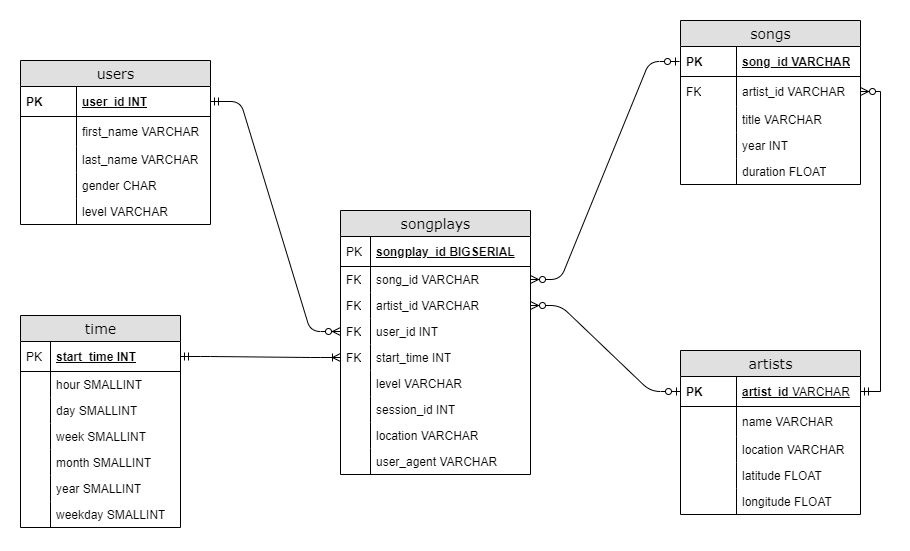 users
PK user_id INT
first_name VARCHAR
last_name VARCHAR
gender CHAR
level VARCHAR
time
PK start_time INT
hour SMALLINT
day SMALLINT
week SMALLINT
month SMALLINT
year SMALLINT
weekday SMALLINT
songplays
PK songplay_id BIGSERIAL
FK song_id VARCHAR
FK artist_id VARCHAR
FK user_id INT
FK start_time INT
level VARCHAR
session_id INT
location VARCHAR
user_agent VARCHAR
songs
PK song_id VARCHAR
FK artist_id VARCHAR
title VARCHAR
year INT
duration FLOAT
artists
PK artist_id VARCHAR
name VARCHAR
location VARCHAR
latitude FLOAT
longitude FLOAT